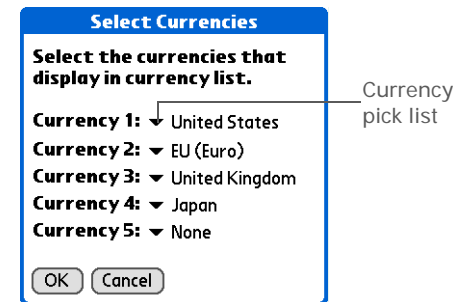 Select Currencies
Select the currencies that
display in currency list.
Currency 1: United States
Currency 2: EU (Euro)
Currency 3: United Kingdom
Currency 4: Japan
Currency 5: None
OK Cancel
Currency
pick list